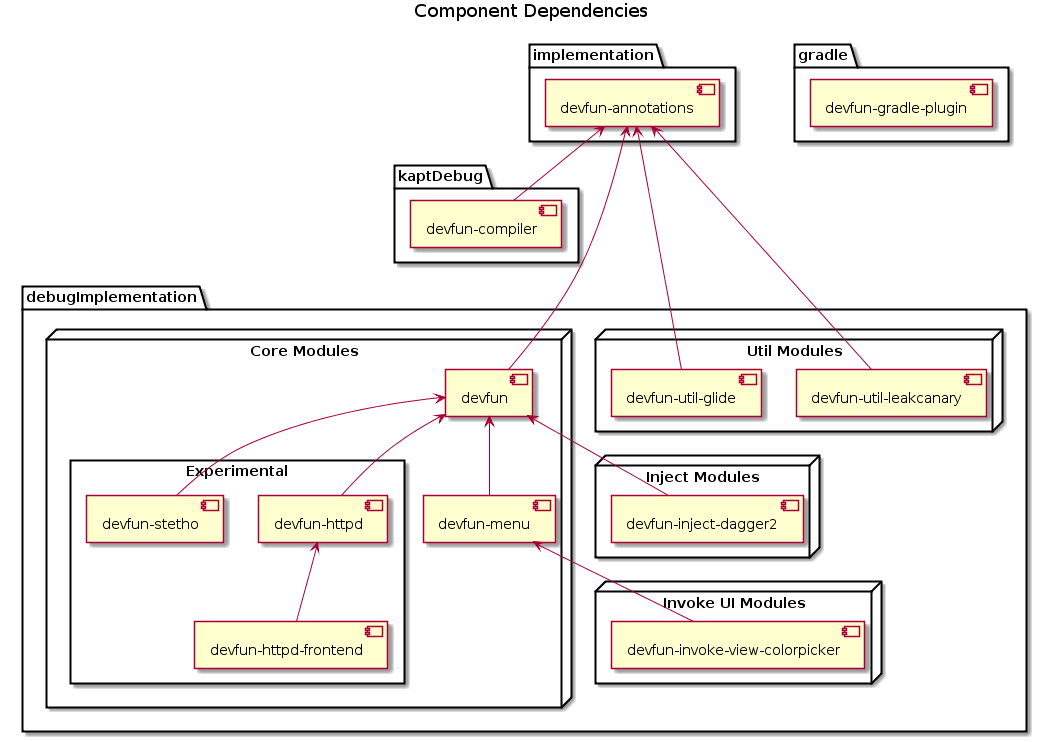 Component Dependencies
implementation
devfun-annotations
gradle
devfun-gradle-plugin
kaptDebug
devfun-compiler
debugImplementation
Core Modules
devfun
Experimental
devfun-stetho
devfun-httpd
devfun-menu
devfun-httpd-frontend
Util Modules
devfun-util-glide
devfun-util-leakcanary
Inject Modules
devfun-inject-dagger2
Invoke UI Modules
devfun-invoke-view-colorpicker